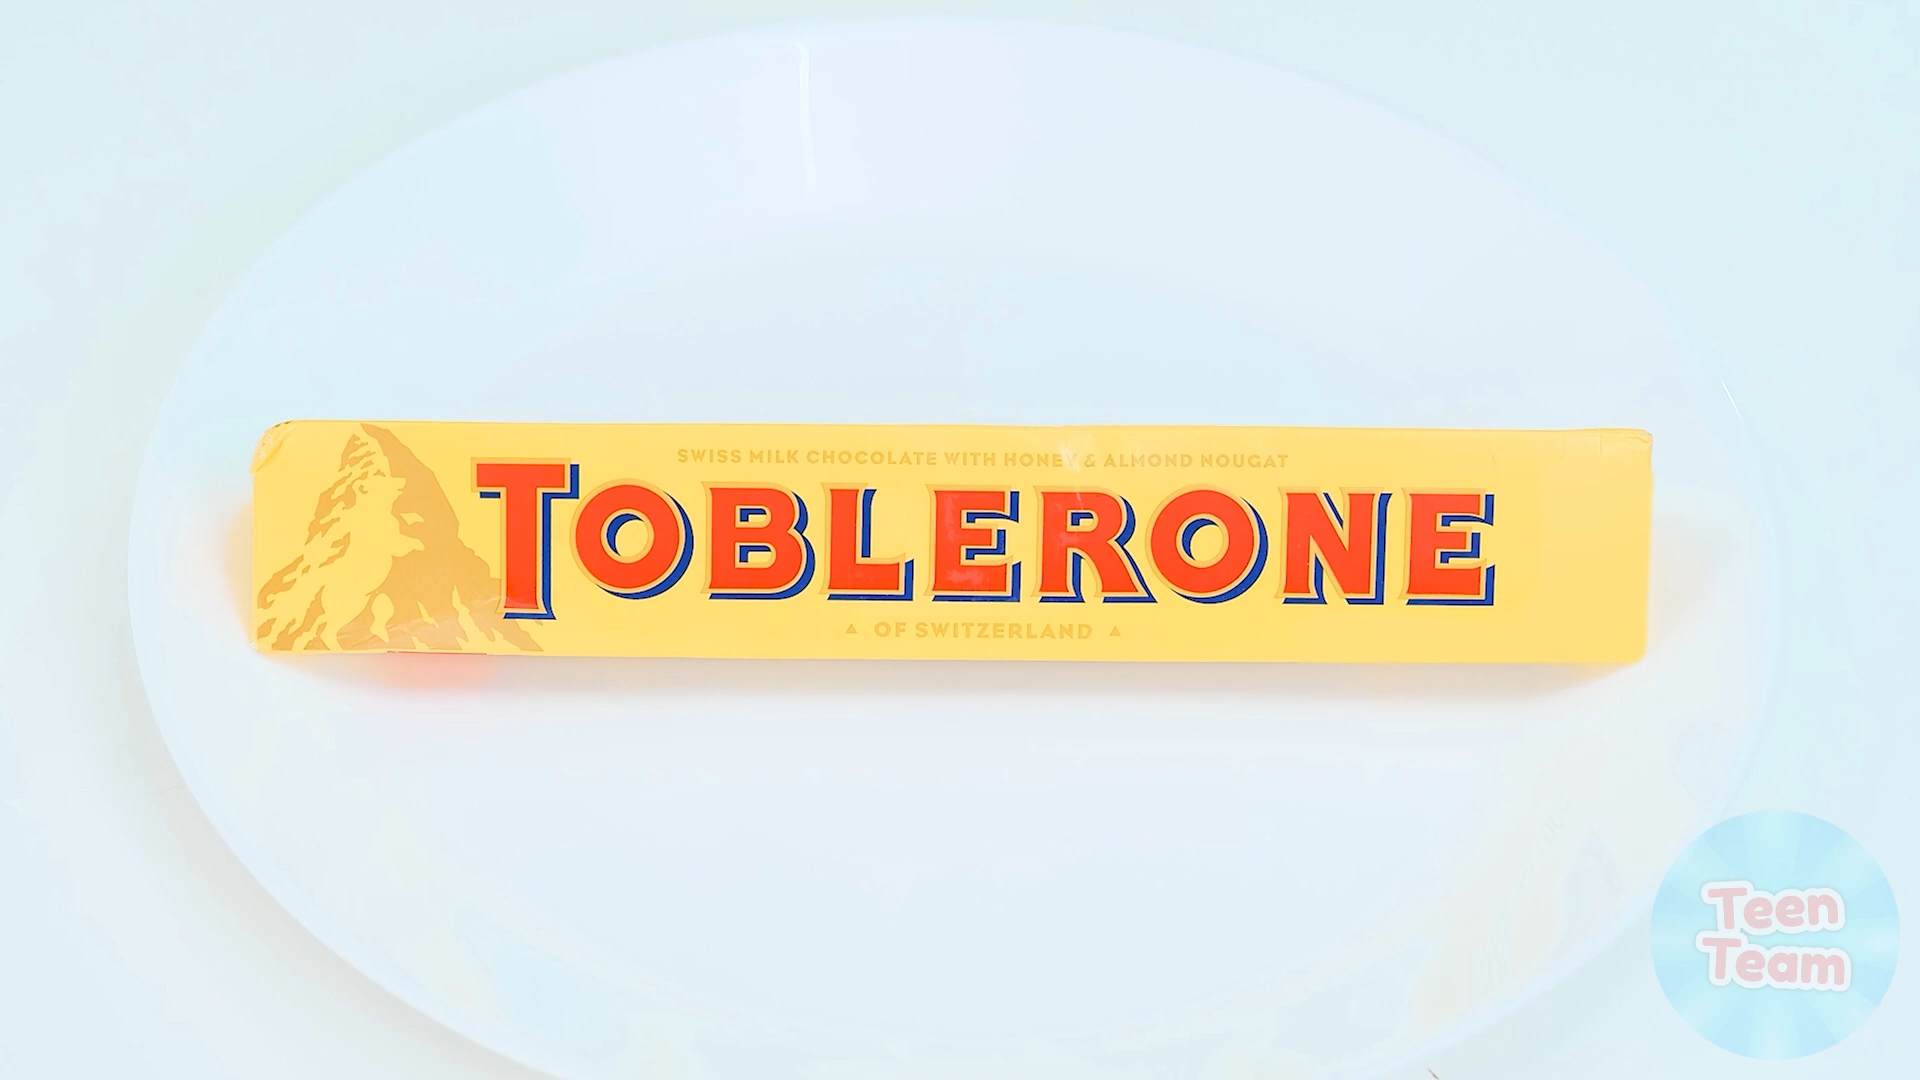 SWISS MILK CHOCOLATE WITH HONEY & ALMOND NOUGAT
TOBLERONE
OF SWITZERLAND
Teen
Team